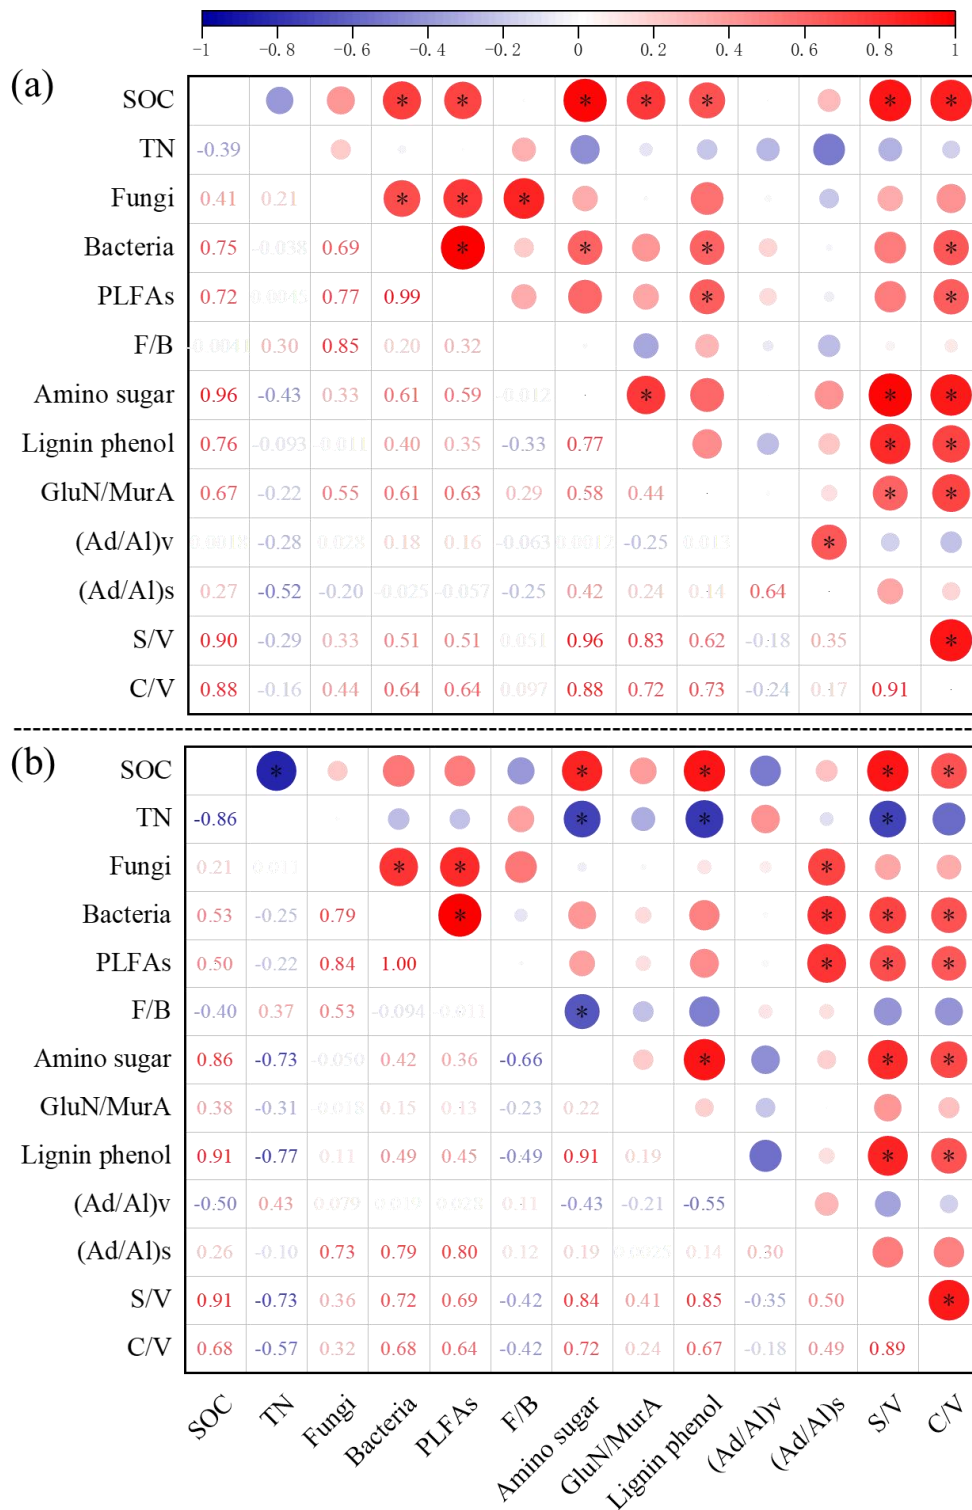 -1 -0.8 -0.6 -0.4 -0.2 0 0.2 0.4 0.6 0.8 1
(a)
SOC * * * * * * *
TN -0.39
Fungi 0.41 0.21 * * *
Bacteria 0.75 -0.038 0.69 * * * *
PLFAs 0.72 0.0045 0.77 0.99 * *
F/B 0.0041 0.30 0.85 0.20 0.32
Amino sugar 0.96 -0.43 0.33 0.61 0.59 -0.012 * * *
Lignin phenol 0.76 -0.093 -0.011 0.40 0.35 -0.33 0.77 * *
GluN/MurA 0.67 -0.22 0.55 0.61 0.63 0.29 0.58 0.44 * *
(Ad/Al)v 0.0018 -0.28 0.028 0.18 0.16 -0.063 0.0012 -0.25 0.013 *
(Ad/Al)s 0.27 -0.52 -0.20 -0.025 -0.057 -0.25 0.42 0.24 0.14 0.64
S/V 0.90 -0.29 0.33 0.51 0.51 0.051 0.96 0.83 0.62 -0.18 0.35 *
C/V 0.88 -0.16 0.44 0.64 0.64 0.097 0.88 0.72 0.73 -0.24 0.17 0.91
(b)
SOC * * * * *
TN -0.86 * * *
Fungi 0.21 0.011 * * *
Bacteria 0.53 -0.25 0.79 * * * *
PLFAs 0.50 -0.22 0.84 1.00 * * *
F/B -0.40 0.37 0.53 -0.094 -0.011 *
Amino sugar 0.86 -0.73 -0.050 0.42 0.36 -0.66 * * *
GluN/MurA 0.38 -0.31 0.018 0.15 0.13 -0.23 0.22
Lignin phenol 0.91 -0.77 0.11 0.49 0.45 -0.49 0.91 0.19 * *
(Ad/Al)v -0.50 0.43 0.079 0.019 0.028 0.11 -0.43 -0.21 -0.55
(Ad/Al)s 0.26 -0.10 0.73 0.79 0.80 0.12 0.19 0.0025 0.14 0.30
S/V 0.91 -0.73 0.36 0.72 0.69 -0.42 0.84 0.41 0.85 -0.35 0.50 *
C/V 0.68 -0.57 0.32 0.68 0.64 -0.42 0.72 0.24 0.67 -0.18 0.49 0.89
SOC TN Fungi Bacteria PLFAs F/B Amino sugar GluN/MurA Lignin phenol (Ad/Al)v (Ad/Al)s S/V C/V